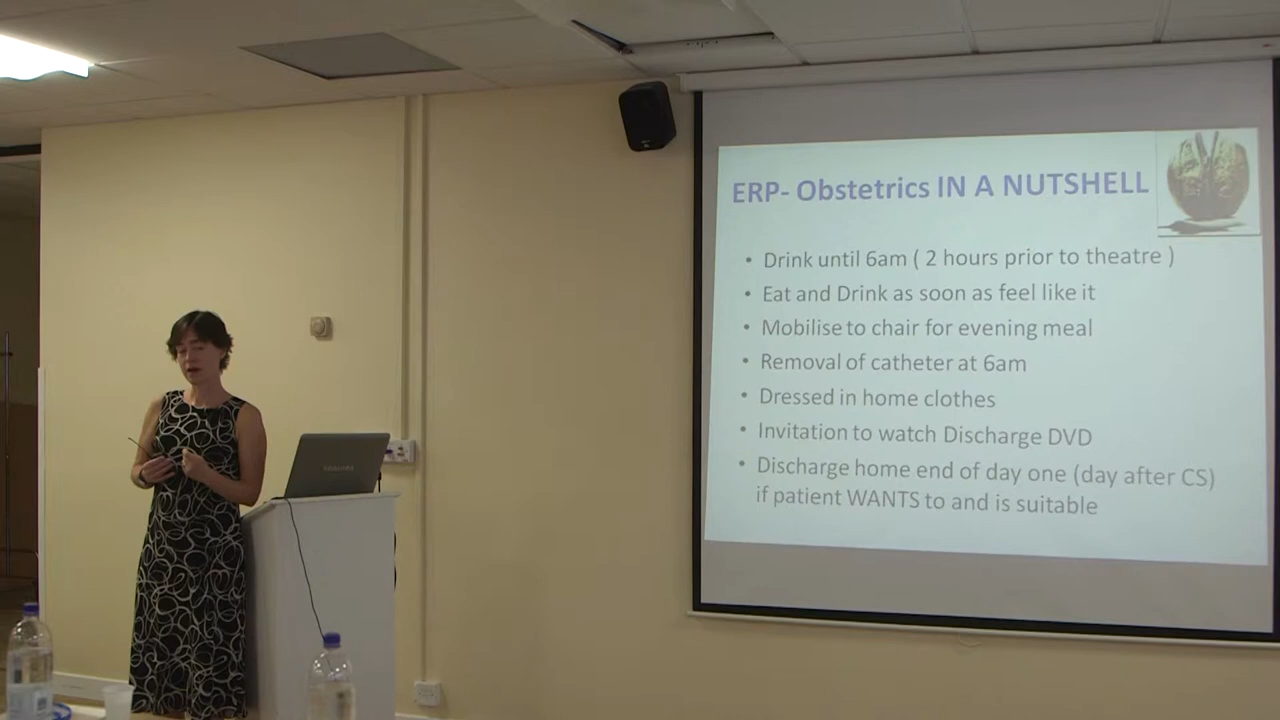 ERP- Obstetrics IN A NUTSHELL
• Drink until 6am ( 2 hours prior to theatre )
• Eat and Drink as soon as feel like it
• Mobilise to chair for evening meal
• Removal of catheter at 6am
• Dressed in home clothes
• Invitation to watch Discharge DVD
• Discharge home end of day one (day after CS)
if patient WANTS to and is suitable